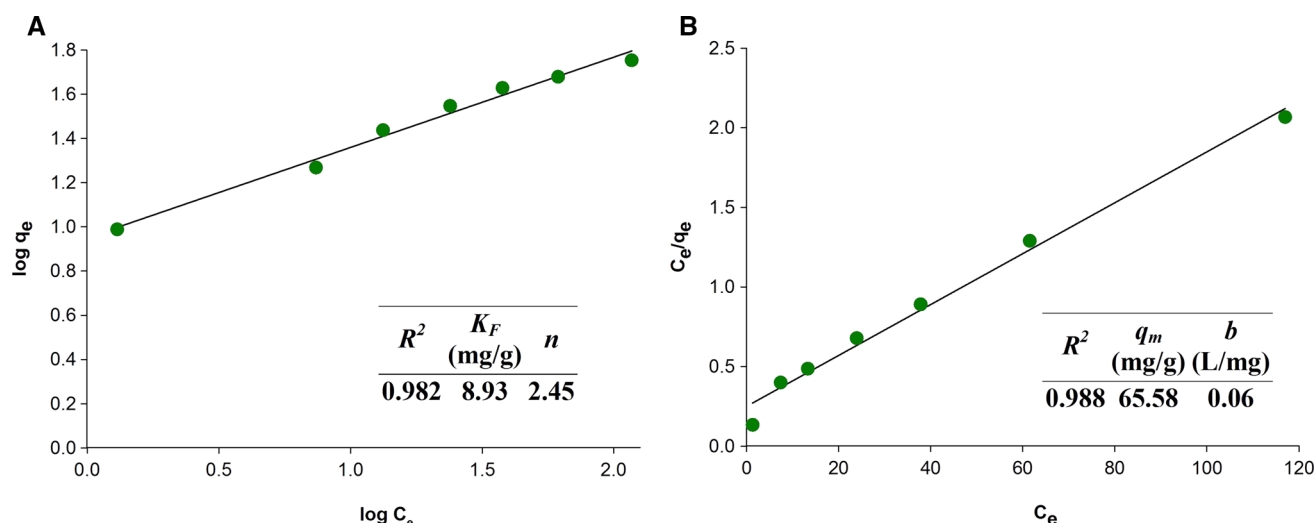 A
1.8
1.6
1.4
1.2
1.0
0.8
0.6
0.4
0.2
0.0
log qe
0.0 0.5 1.0 1.5 2.0
log Ce
R² KF n
(mg/g)
0.982 8.93 2.45
B
2.5
2.0
1.5
1.0
0.5
0.0
Ce/qe
0 20 40 60 80 100 120
Ce
R² qm b
(mg/g) (L/mg)
0.988 65.58 0.06